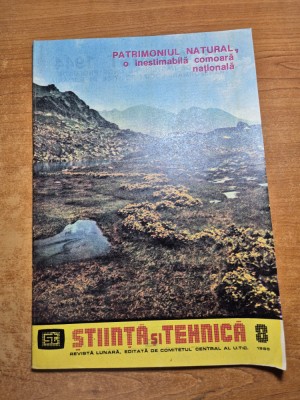 PATRIMONIUL NATURAL,
o inestimabilă comoară
națională
ȘTIINȚĂ ȘI TEHNICĂ 8
REVISTĂ LUNARĂ, EDITATĂ DE COMITETUL CENTRAL AL U.T.C.